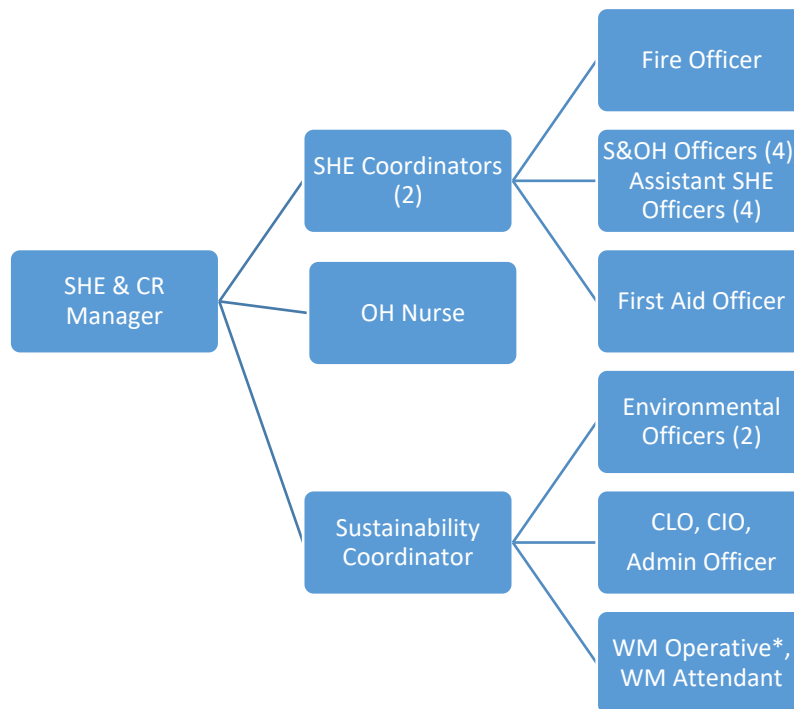 SHE & CR
Manager
SHE Coordinators
(2)
OH Nurse
Sustainability
Coordinator
Fire Officer
S&OH Officers (4)
Assistant SHE
Officers (4)
First Aid Officer
Environmental
Officers (2)
CLO, CIO,
Admin Officer
WM Operative*,
WM Attendant